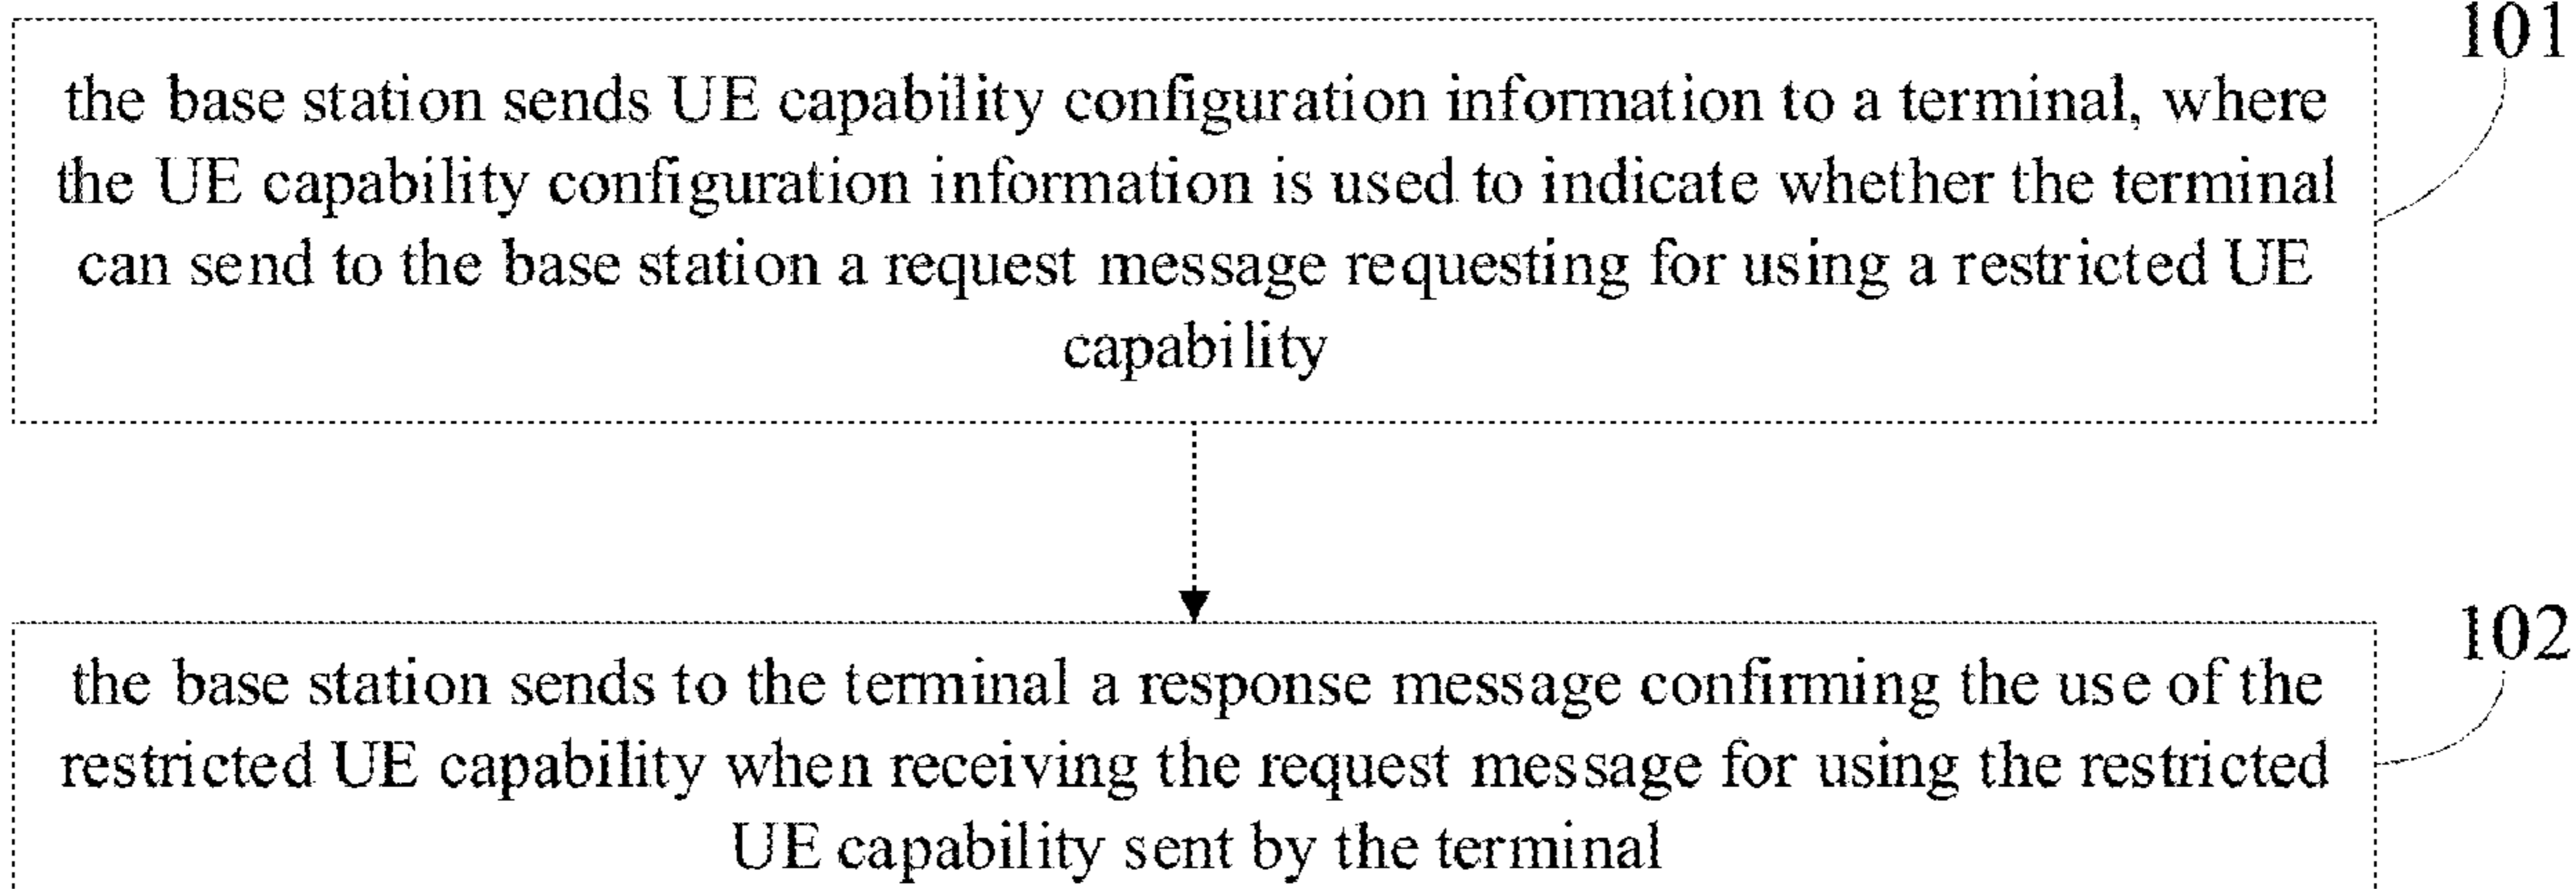 101
the base station sends UE capability configuration information to a terminal, where
the UE capability configuration information is used to indicate whether the terminal
can send to the base station a request message requesting for using a restricted UE
capability
102
the base station sends to the terminal a response message confirming the use of the
restricted UE capability when receiving the request message for using the restricted
UE capability sent by the terminal